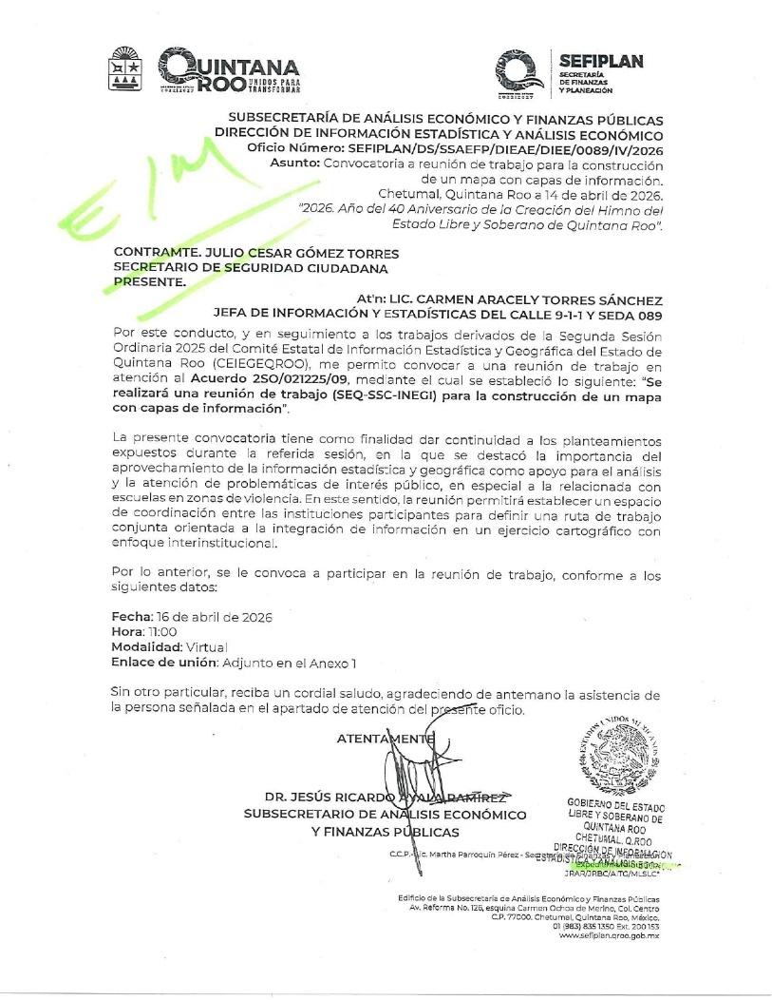 QUINTANA
ROO UNIDOS PARA
TRANSFORMAR
2022-2027
SEFIPLAN
SECRETARÍA
DE FINANZAS
Y PLANEACIÓN
2022-2027
SUBSECRETARÍA DE ANÁLISIS ECONÓMICO Y FINANZAS PÚBLICAS
DIRECCIÓN DE INFORMACIÓN ESTADÍSTICA Y ANÁLISIS ECONÓMICO
Oficio Número: SEFIPLAN/DS/SSAEFP/DIEAE/DIEE/0089/IV/2026
Asunto: Convocatoria a reunión de trabajo para la construcción
de un mapa con capas de información.
Chetumal, Quintana Roo a 14 de abril de 2026.
"2026. Año del 40 Aniversario de la Creación del Himno del
Estado Libre y Soberano de Quintana Roo".
CONTRAMTE. JULIO CESAR GÓMEZ TORRES
SECRETARIO DE SEGURIDAD CIUDADANA
PRESENTE.
At'n: LIC. CARMEN ARACELY TORRES SÁNCHEZ
JEFA DE INFORMACIÓN Y ESTADÍSTICAS DEL CALLE 9-1-1 Y SEDA 089
Por este conducto, y en seguimiento a los trabajos derivados de la Segunda Sesión
Ordinaria 2025 del Comité Estatal de Información Estadística y Geográfica del Estado de
Quintana Roo (CEIEGEQROO), me permito convocar a una reunión de trabajo en
atención al Acuerdo 2SO/021225/09, mediante el cual se estableció lo siguiente: "Se
realizará una reunión de trabajo (SEQ-SSC-INEGI) para la construcción de un mapa
con capas de información".
La presente convocatoria tiene como finalidad dar continuidad a los planteamientos
expuestos durante la referida sesión, en la que se destacó la importancia del
aprovechamiento de la información estadística y geográfica como apoyo para el análisis
y la atención de problemáticas de interés público, en especial a la relacionada con
escuelas en zonas de violencia. En este sentido, la reunión permitirá establecer un espacio
de coordinación entre las instituciones participantes para definir una ruta de trabajo
conjunta orientada a la integración de información en un ejercicio cartográfico con
enfoque interinstitucional.
Por lo anterior, se le convoca a participar en la reunión de trabajo, conforme a los
siguientes datos:
Fecha: 16 de abril de 2026
Hora: 11:00
Modalidad: Virtual
Enlace de unión: Adjunto en el Anexo 1
Sin otro particular, reciba un cordial saludo, agradeciendo de antemano la asistencia de
la persona señalada en el apartado de atención del presente oficio.
ATENTAMENTE
DR. JESÚS RICARDO AYALA RAMÍREZ
SUBSECRETARIO DE ANÁLISIS ECONÓMICO
Y FINANZAS PÚBLICAS
ESTADOS UNIDOS MEXICANOS
GOBIERNO DEL ESTADO
LIBRE Y SOBERANO DE
QUINTANA ROO
CHETUMAL, Q.ROO
DIRECCIÓN DE INFORMACIÓN
ESTADÍSTICA Y ANÁLISIS
C.C.P. Lic. Martha Parroquín Pérez - Secretaria de Finanzas y Planeación
JRAR/JRBC/AITG/MLSLC*
Edificio de la Subsecretaría de Análisis Económico y Finanzas Públicas
Av. Reforma No. 126, esquina Carmen Ochoa de Merino, Col. Centro
C.P. 77000, Chetumal, Quintana Roo, México.
01 (983) 835 1350 Ext. 200153
www.sefiplan.qroo.gob.mx